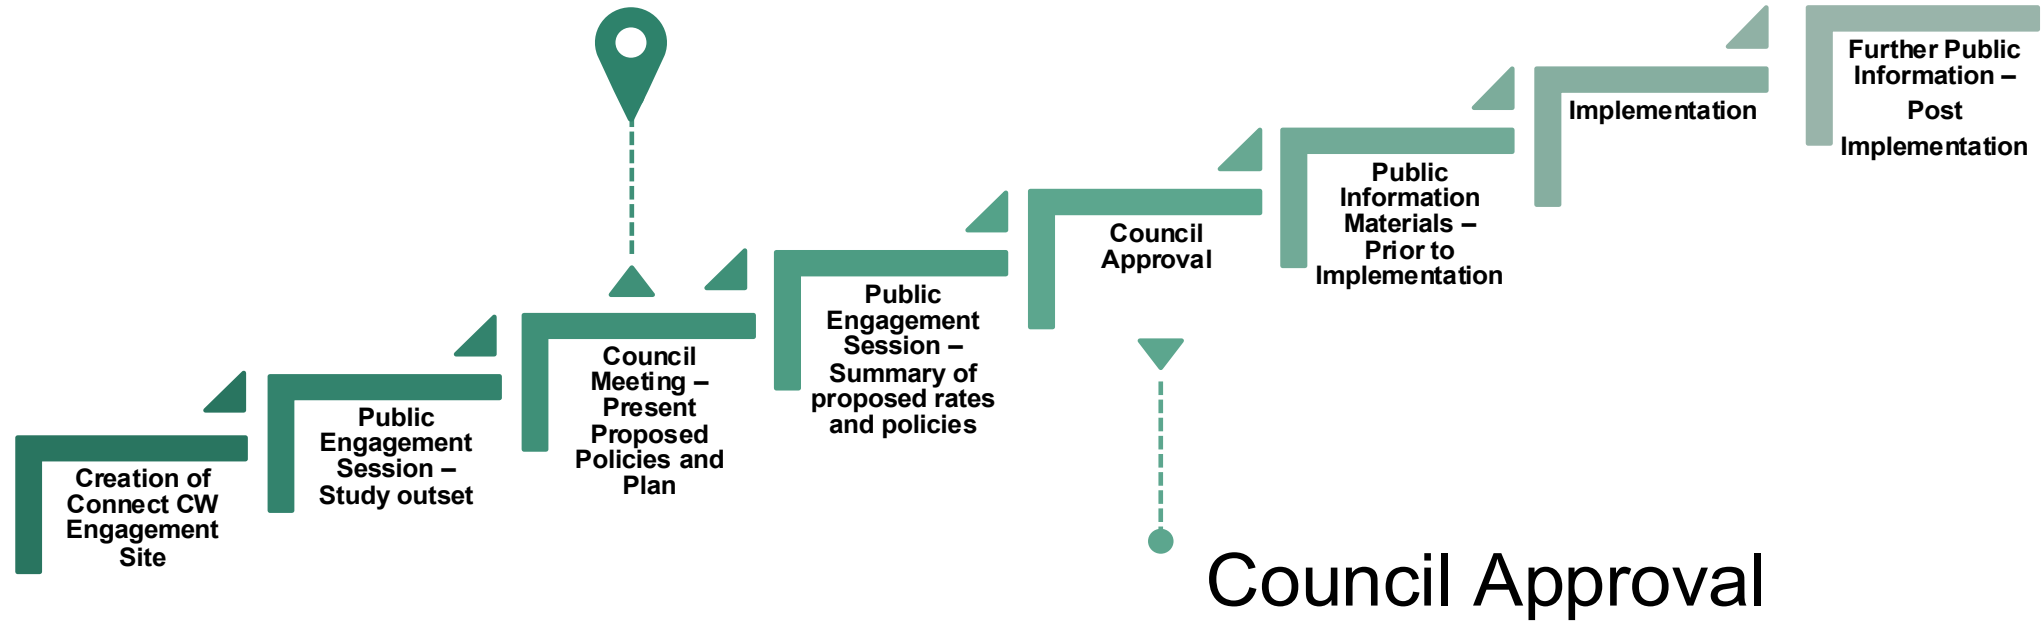 Creation of
Connect CW
Engagement
Site
Public
Engagement
Session –
Study outset
Council
Meeting –
Present
Proposed
Policies and
Plan
Public
Engagement
Session –
Summary of
proposed rates
and policies
Council
Approval
Public
Information
Materials –
Prior to
Implementation
Implementation
Further Public
Information –
Post
Implementation
Council Approval